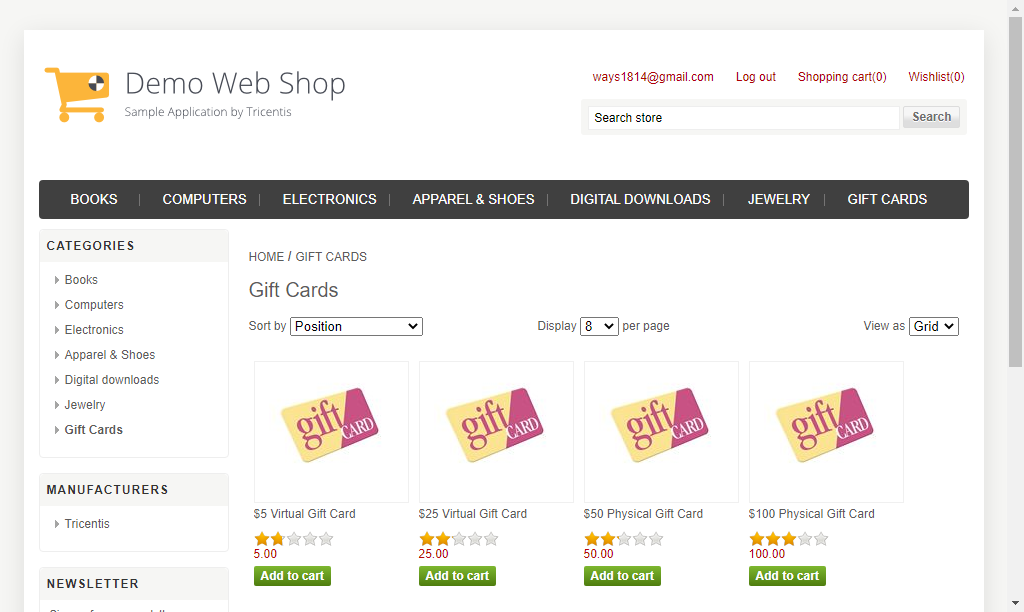 Demo Web Shop
Sample Application by Tricentis
ways1814@gmail.com Log out Shopping cart(0) Wishlist(0)
Search store Search
BOOKS COMPUTERS ELECTRONICS APPAREL & SHOES DIGITAL DOWNLOADS JEWELRY GIFT CARDS
CATEGORIES
Books
Computers
Electronics
Apparel & Shoes
Digital downloads
Jewelry
Gift Cards
MANUFACTURERS
Tricentis
NEWSLETTER
HOME / GIFT CARDS
Gift Cards
Sort by Position Display 8 per page View as Grid
gift CARD gift CARD gift CARD gift CARD
$5 Virtual Gift Card $25 Virtual Gift Card $50 Physical Gift Card $100 Physical Gift Card
5.00 25.00 50.00 100.00
Add to cart Add to cart Add to cart Add to cart